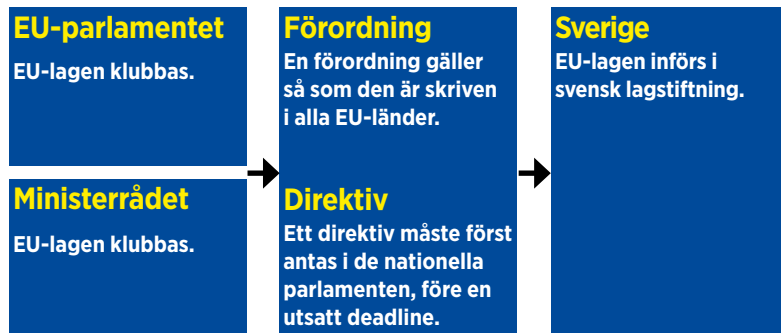 EU-parlamentet
EU-lagen klubbas.
Ministerrådet
EU-lagen klubbas.
Förordning
En förordning gäller
så som den är skriven
i alla EU-länder.
Direktiv
Ett direktiv måste först
antas i de nationella
parlamenten, före en
utsatt deadline.
Sverige
EU-lagen införs i
svensk lagstiftning.